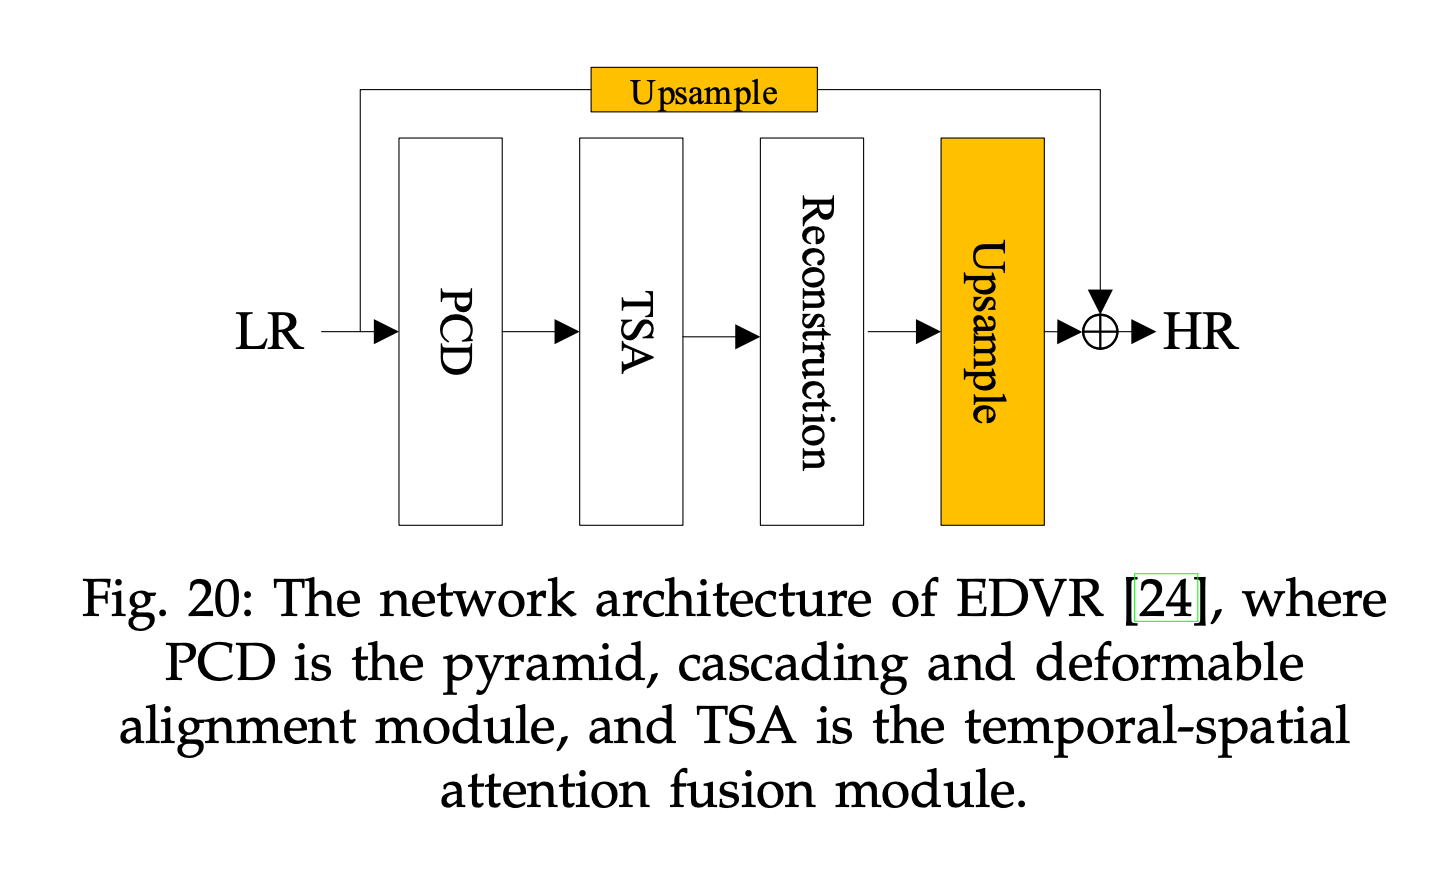 Upsample
LR
PCD
TSA
Reconstruction
Upsample
HR
Fig. 20: The network architecture of EDVR [24], where
PCD is the pyramid, cascading and deformable
alignment module, and TSA is the temporal-spatial
attention fusion module.